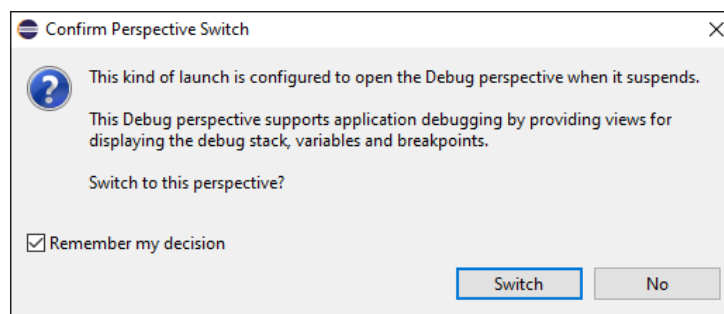 Confirm Perspective Switch
This kind of launch is configured to open the Debug perspective when it suspends.
This Debug perspective supports application debugging by providing views for
displaying the debug stack, variables and breakpoints.
Switch to this perspective?
Remember my decision
Switch
No